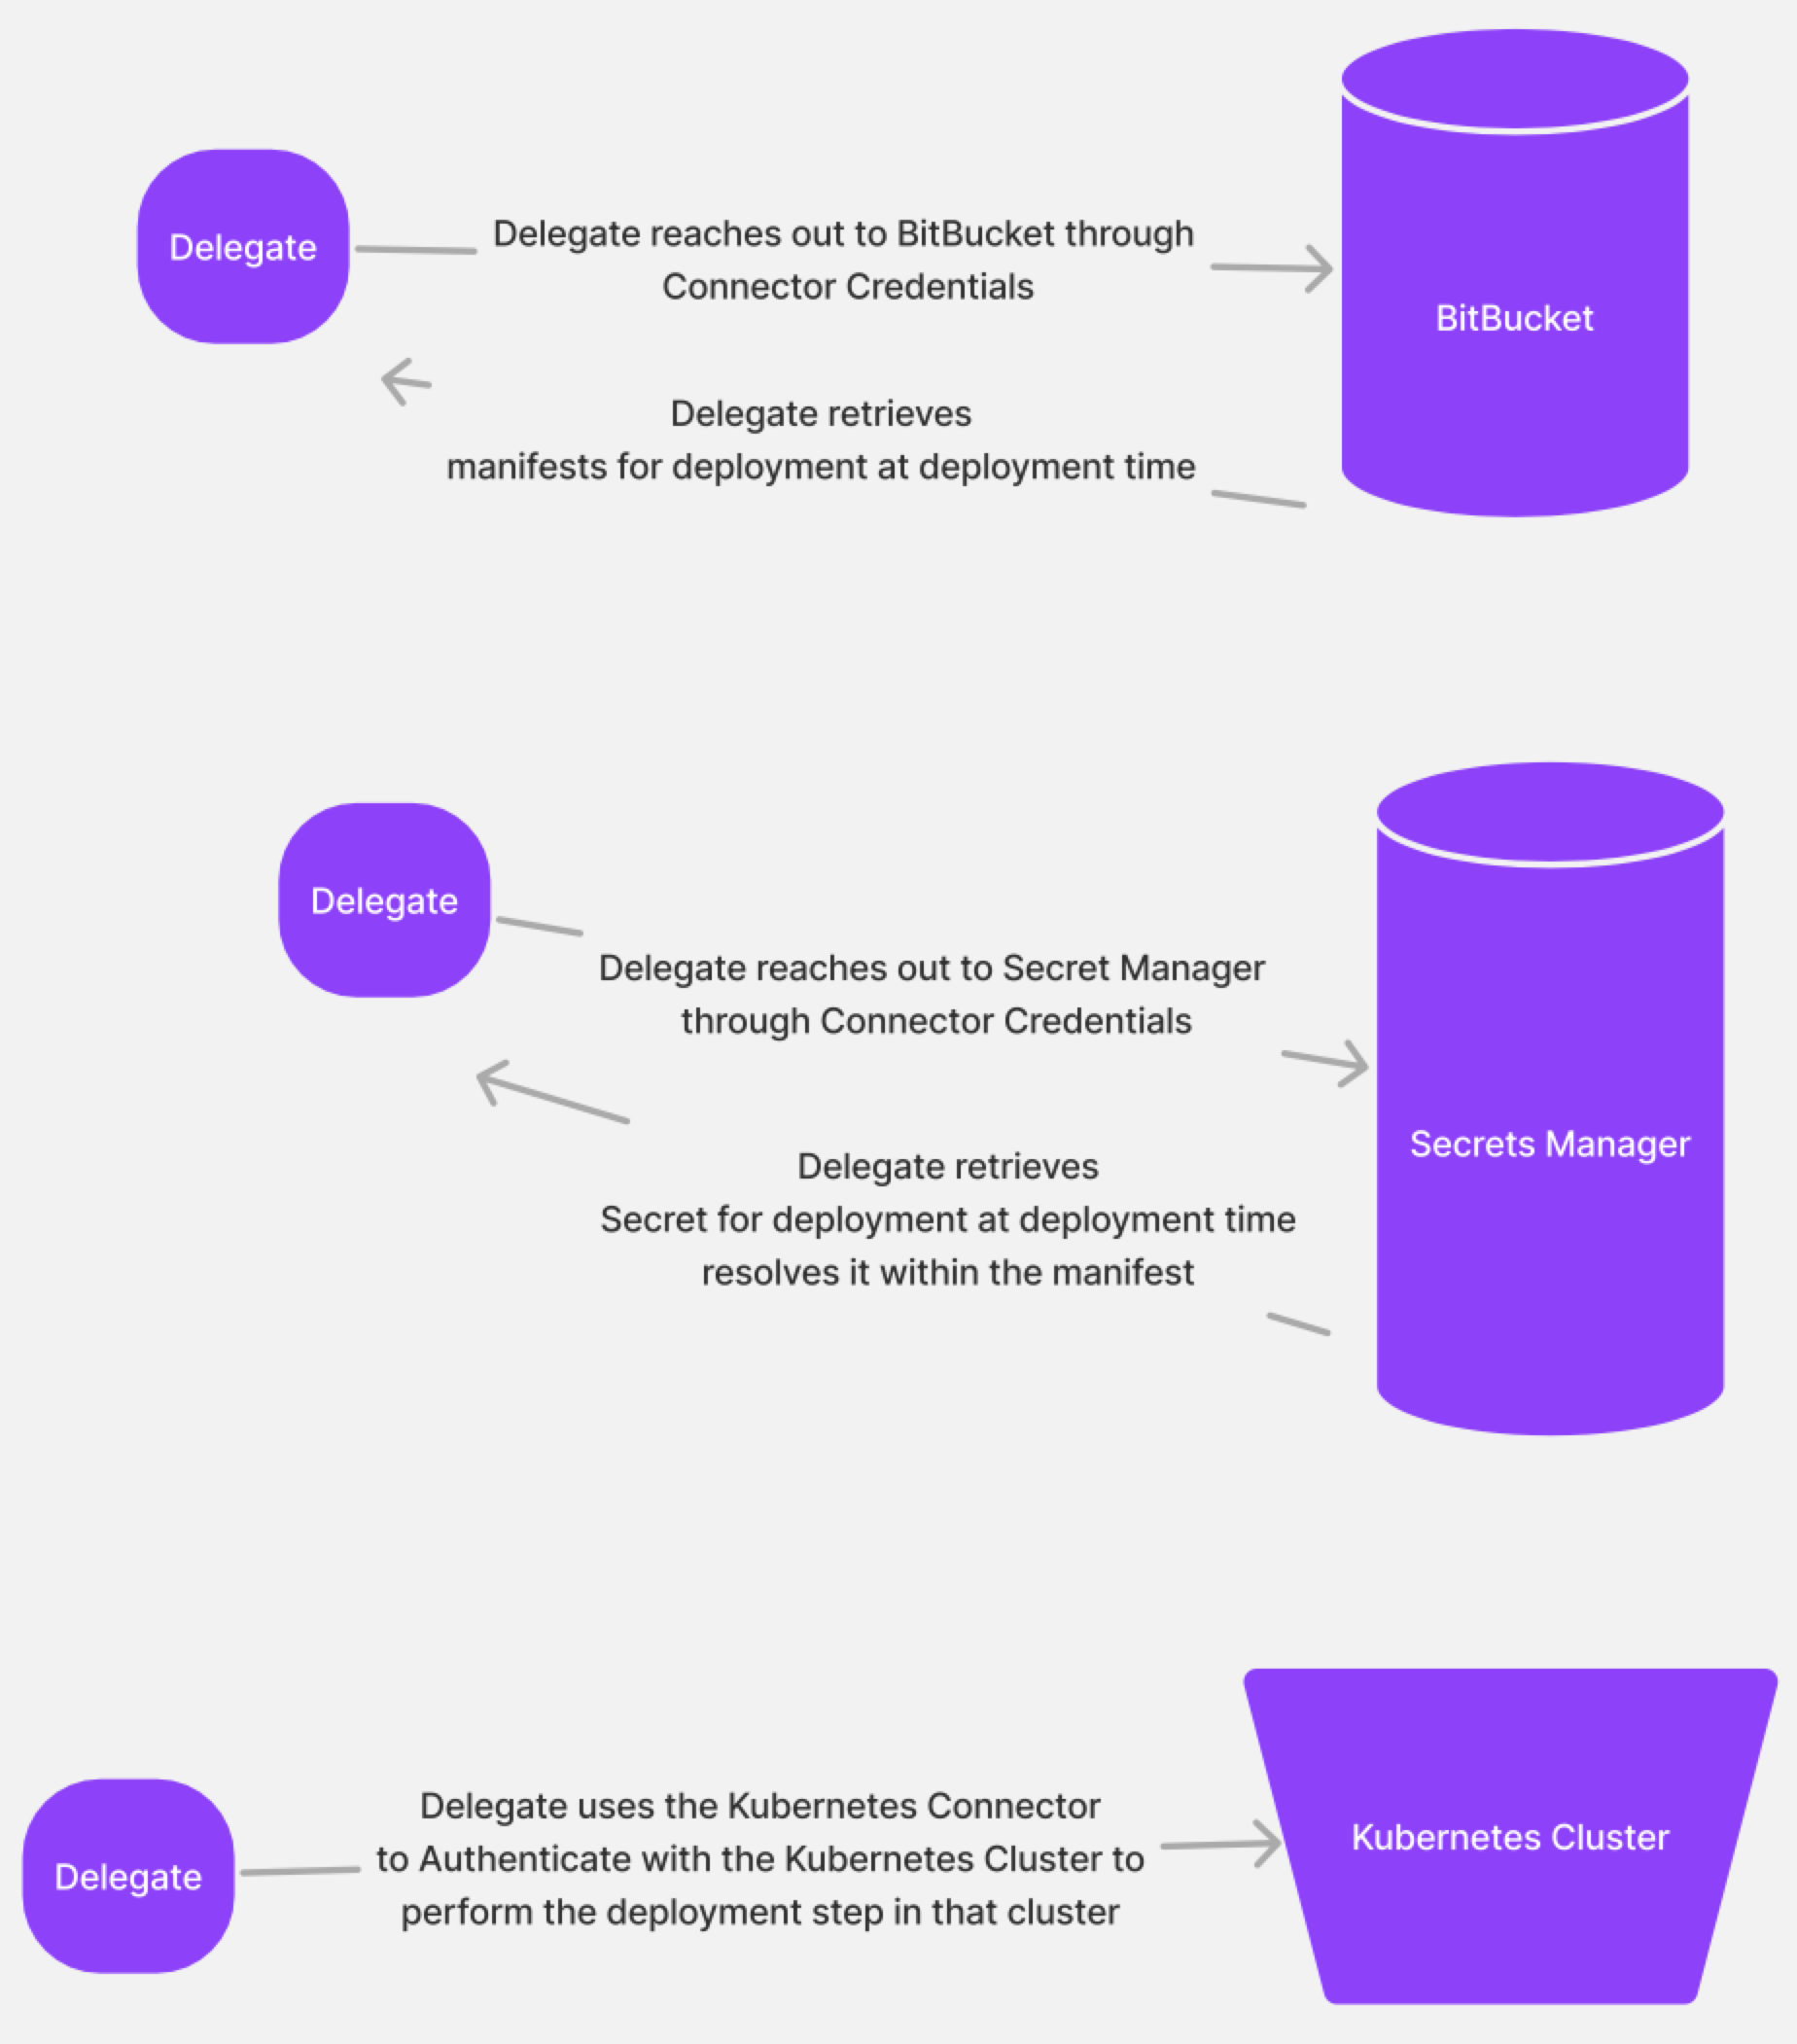 Delegate
Delegate reaches out to BitBucket through
Connector Credentials
BitBucket
Delegate retrieves
manifests for deployment at deployment time
Delegate
Delegate reaches out to Secret Manager
through Connector Credentials
Secrets Manager
Delegate retrieves
Secret for deployment at deployment time
resolves it within the manifest
Delegate
Delegate uses the Kubernetes Connector
to Authenticate with the Kubernetes Cluster to
perform the deployment step in that cluster
Kubernetes Cluster